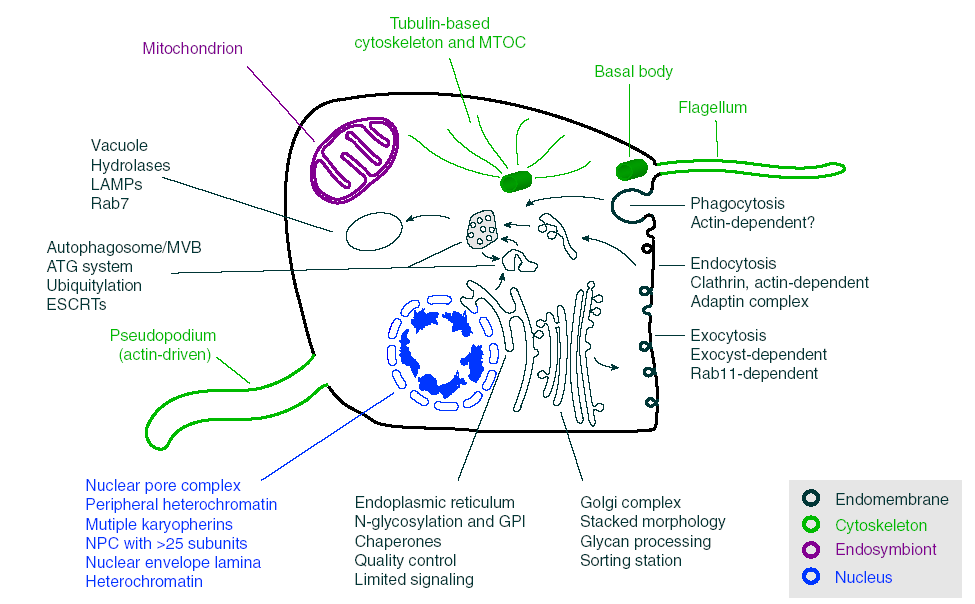 Tubulin-based
cytoskeleton and MTOC
Mitochondrion
Basal body
Flagellum
Vacuole
Hydrolases
LAMPs
Rab7
Phagocytosis
Actin-dependent?
Autophagosome/MVB
ATG system
Ubiquitylation
ESCRTs
Endocytosis
Clathrin, actin-dependent
Adaptin complex
Pseudopodium
(actin-driven)
Exocytosis
Exocyst-dependent
Rab11-dependent
Nuclear pore complex
Peripheral heterochromatin
Mutiple karyopherins
NPC with >25 subunits
Nuclear envelope lamina
Heterochromatin
Endoplasmic reticulum
N-glycosylation and GPI
Chaperones
Quality control
Limited signaling
Golgi complex
Stacked morphology
Glycan processing
Sorting station
Endomembrane
Cytoskeleton
Endosymbiont
Nucleus